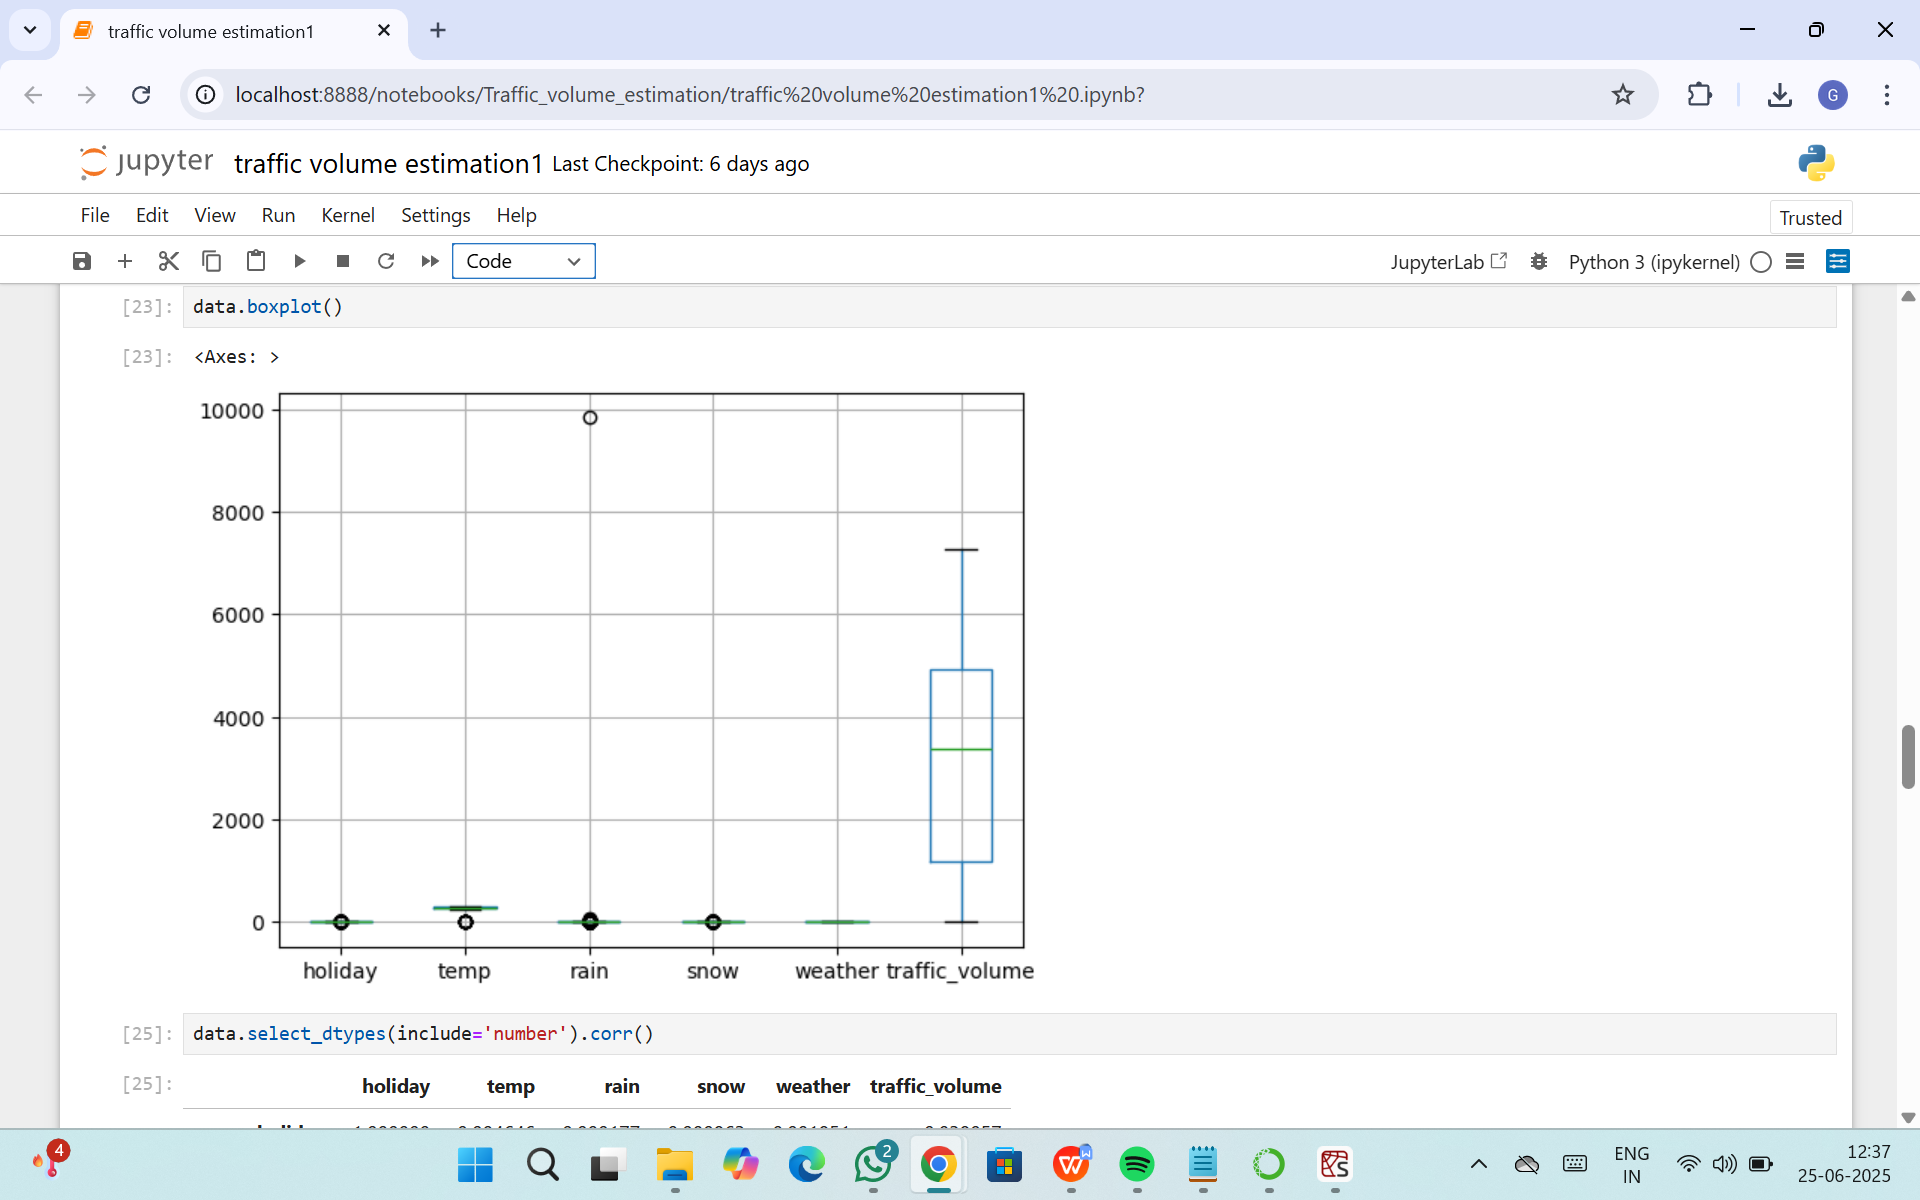 traffic volume estimation1
localhost:8888/notebooks/Traffic_volume_estimation/traffic%20volume%20estimation1%20.ipynb?
G
jupyter traffic volume estimation1 Last Checkpoint: 6 days ago
File Edit View Run Kernel Settings Help
Trusted
Code
JupyterLab
Python 3 (ipykernel)
[23]: data.boxplot()
[23]: <Axes: >
10000
8000
6000
4000
2000
0
holiday temp rain snow weather traffic_volume
[25]: data.select_dtypes(include='number').corr()
[25]: holiday temp rain snow weather traffic_volume
4
2
ENG
IN
12:37
25-06-2025